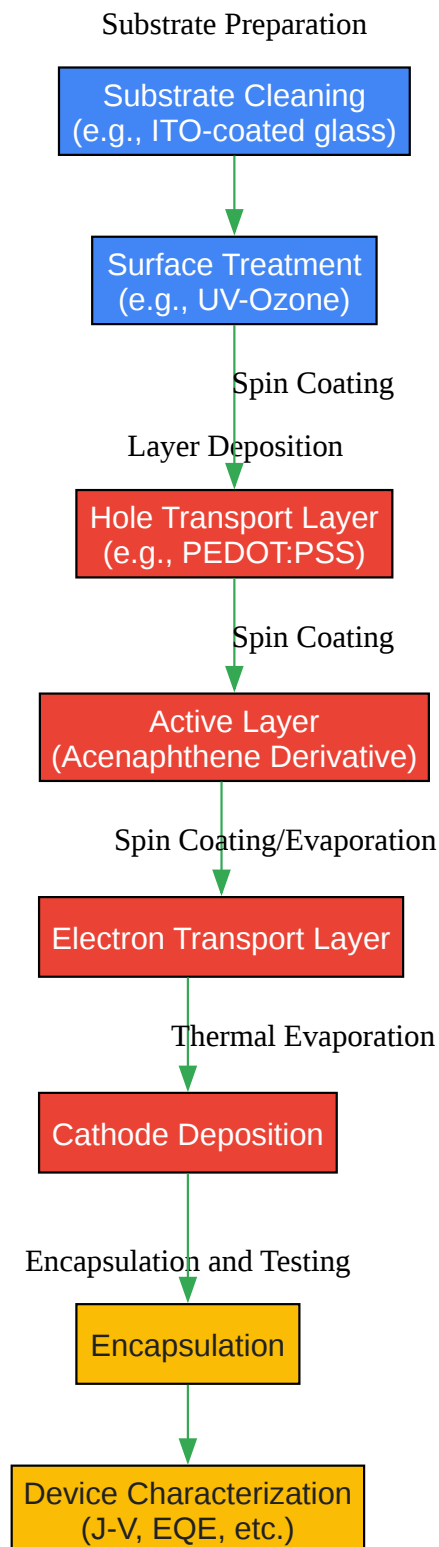 Substrate Preparation
Substrate Cleaning
(e.g., ITO-coated glass)
Surface Treatment
(e.g., UV-Ozone)
Spin Coating
Layer Deposition
Hole Transport Layer
(e.g., PEDOT:PSS)
Spin Coating
Active Layer
(Acenaphthene Derivative)
Spin Coating/Evaporation
Electron Transport Layer
Thermal Evaporation
Cathode Deposition
Encapsulation and Testing
Encapsulation
Device Characterization
(J-V, EQE, etc.)